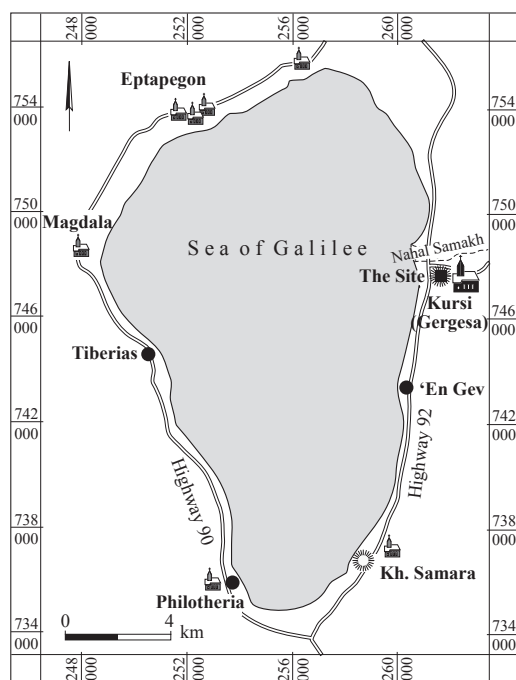 248
000
252
000
256
000
260
000
754
000
Eptapegon
754
000
750
000
Magdala
Sea of Galilee
750
000
Nahal Samakh
The Site
Kursi
(Gergesa)
746
000
746
000
Tiberias
‘En Gev
742
000
742
000
Highway 90
Highway 92
738
000
738
000
Kh. Samara
Philotheria
0 4
km
734
000
734
000
248
000
252
000
256
000
260
000